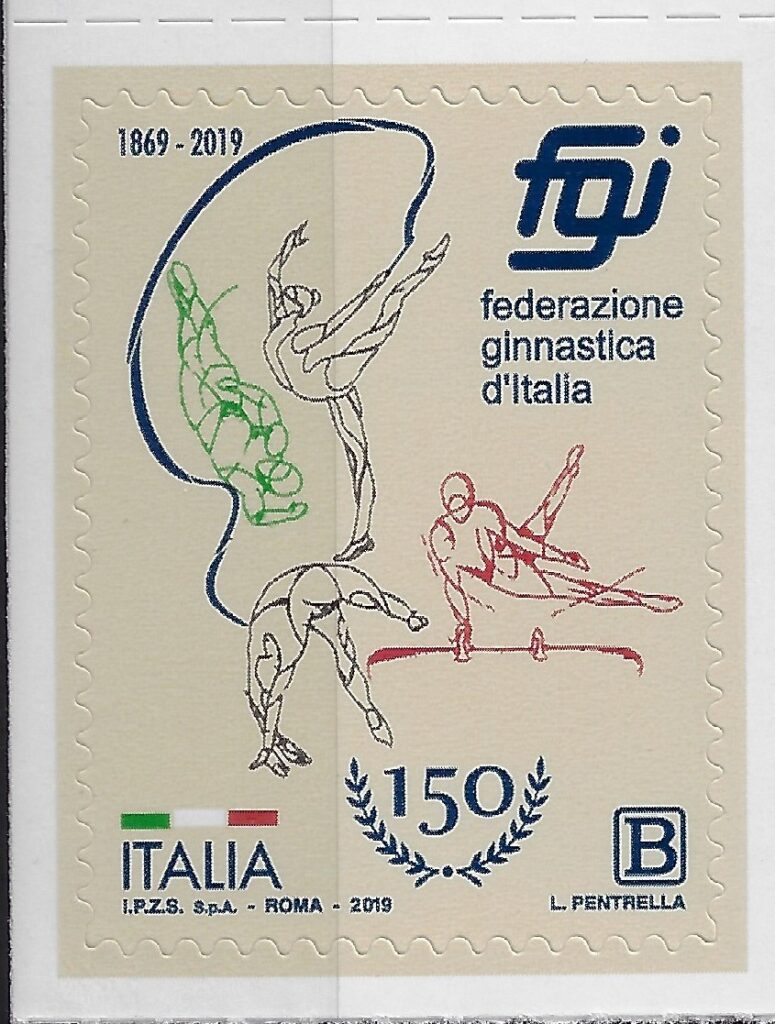 1869 - 2019
fgi
federazione
ginnastica
d'Italia
150
ITALIA
I.P.Z.S. S.p.A. - ROMA - 2019
B
L. PENTRELLA